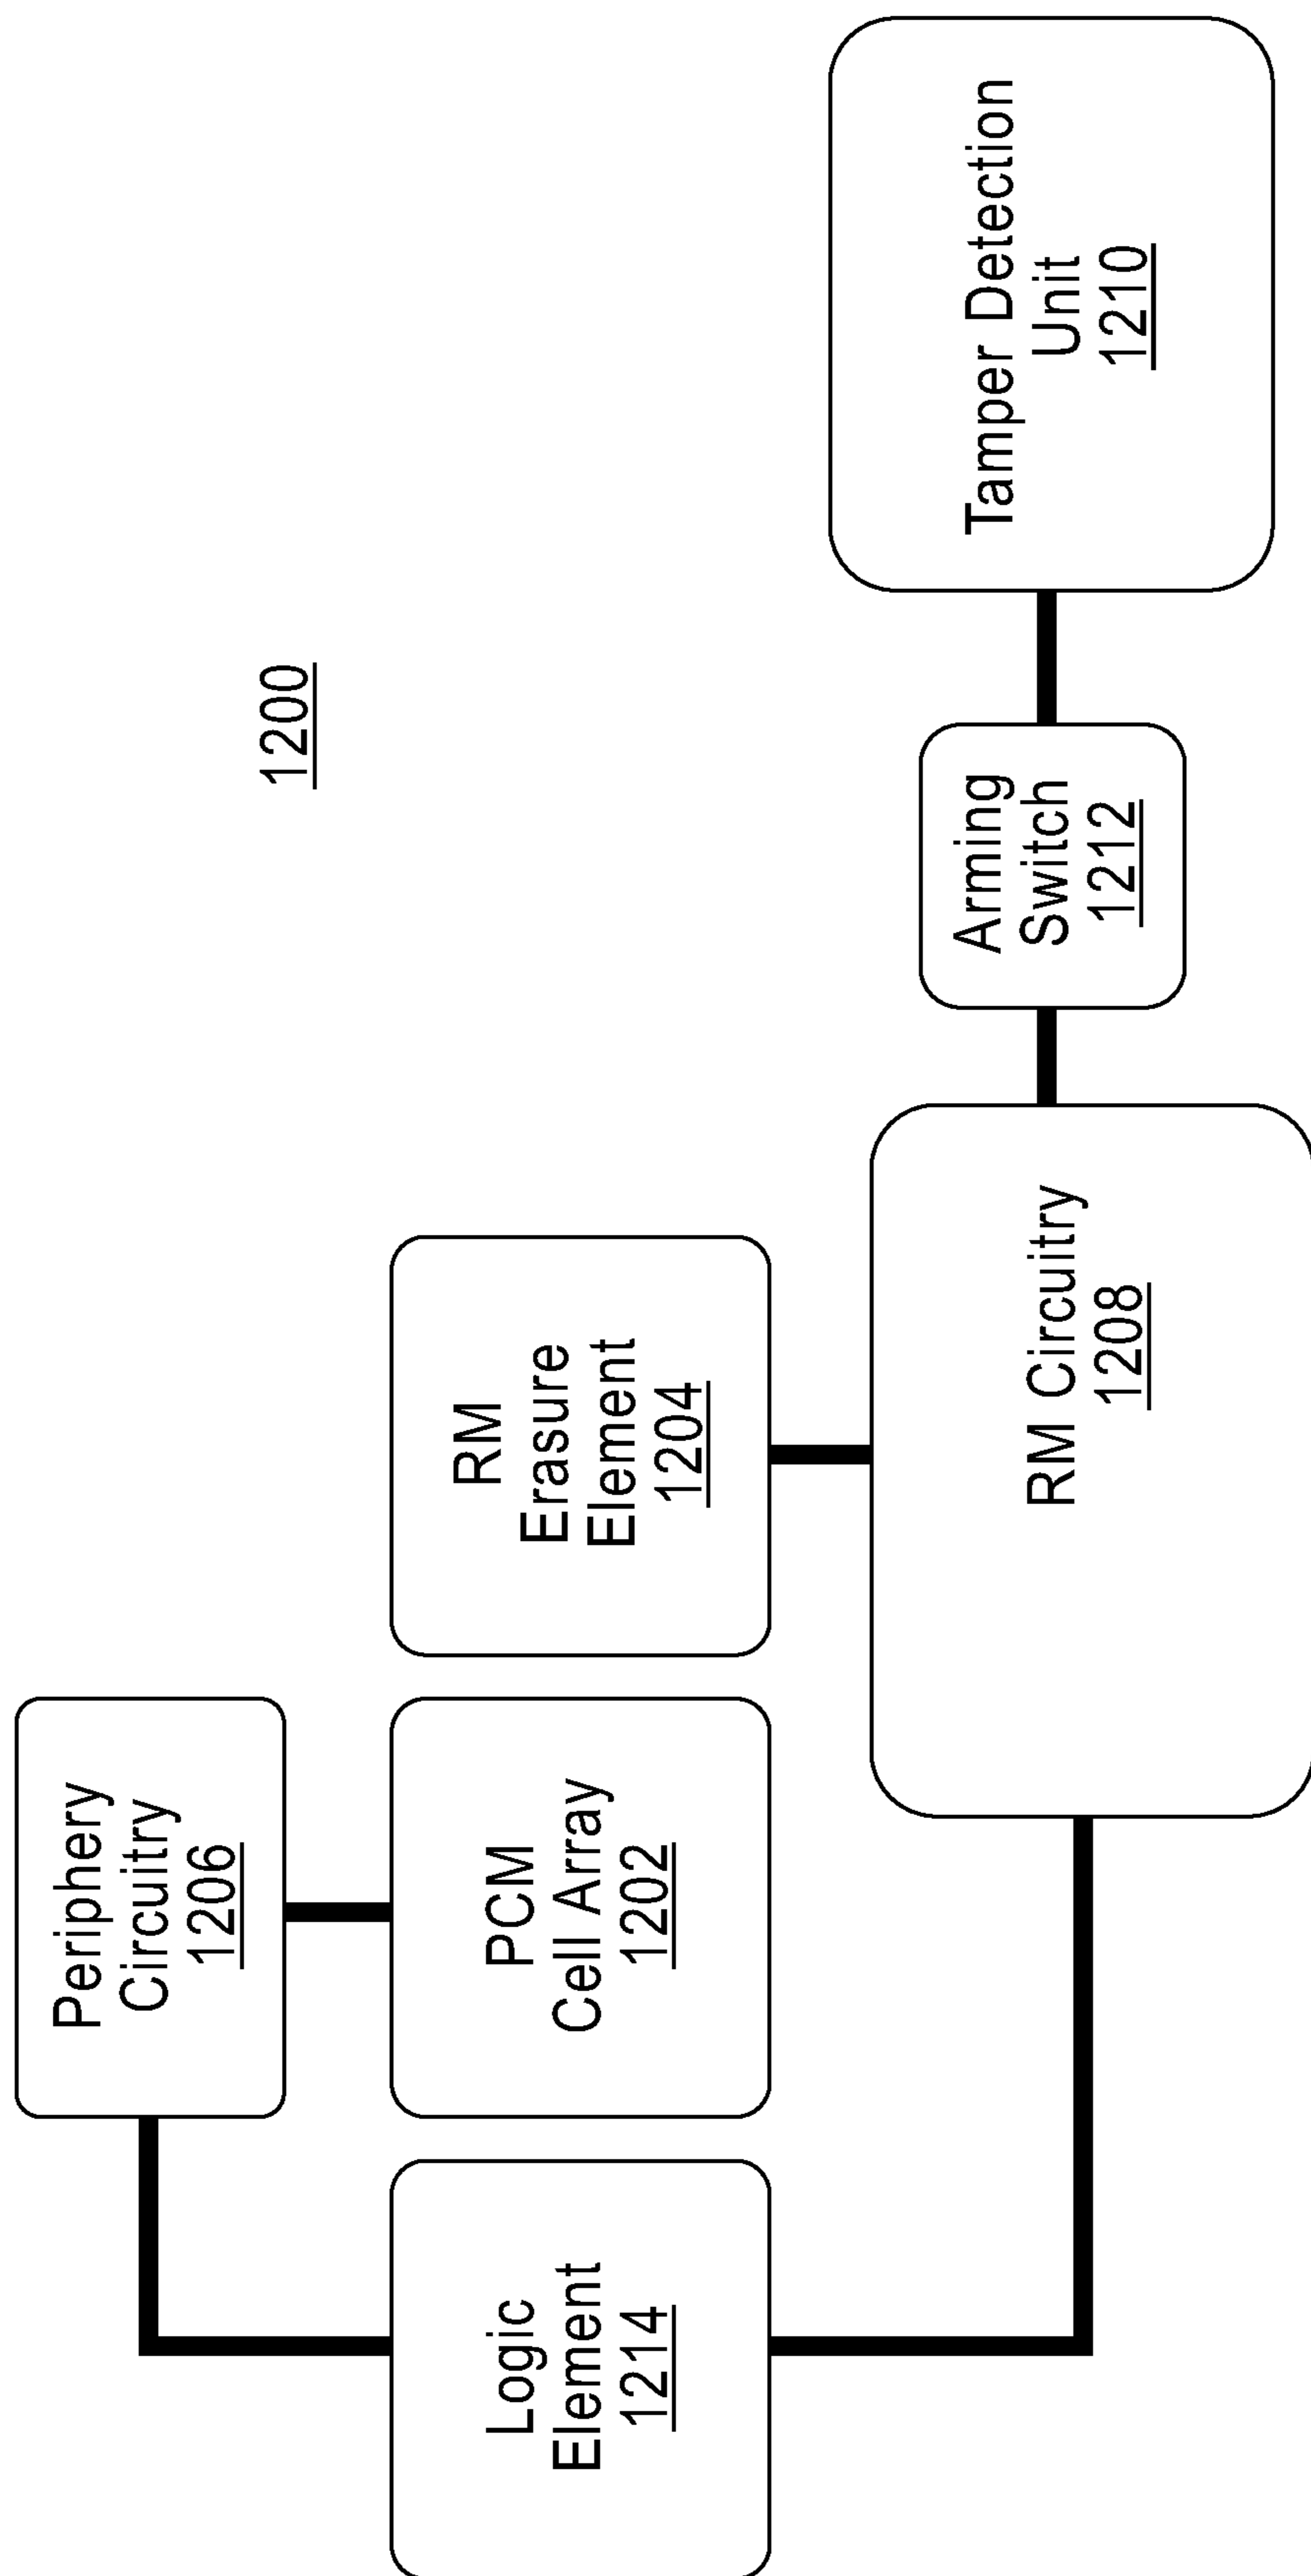 1200
Periphery
Circuitry
1206
Logic
Element
1214
PCM
Cell Array
1202
RM
Erasure
Element
1204
RM Circuitry
1208
Arming
Switch
1212
Tamper Detection
Unit
1210